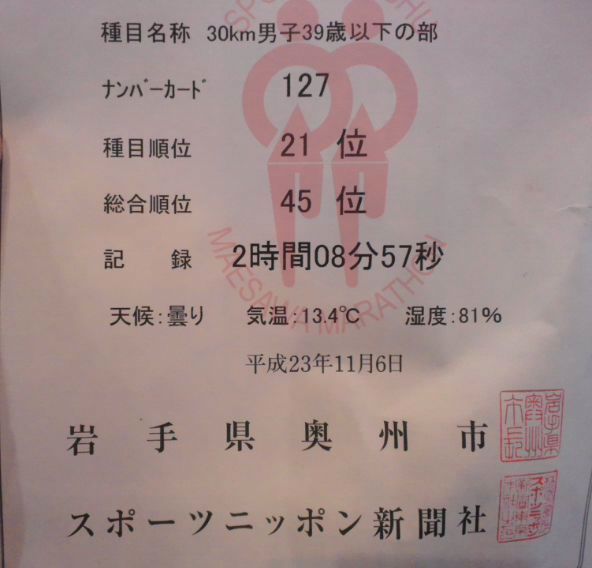 種目名称 30km男子39歳以下の部
ﾅﾝﾊﾞｰｶｰﾄﾞ 127
種目順位 21 位
総合順位 45 位
記 録 2時間08分57秒
天候:曇り 気温:13.4℃ 湿度:81%
平成23年11月6日
岩手県奥州市
スポーツニッポン新聞社
MAESAWA MARATHON